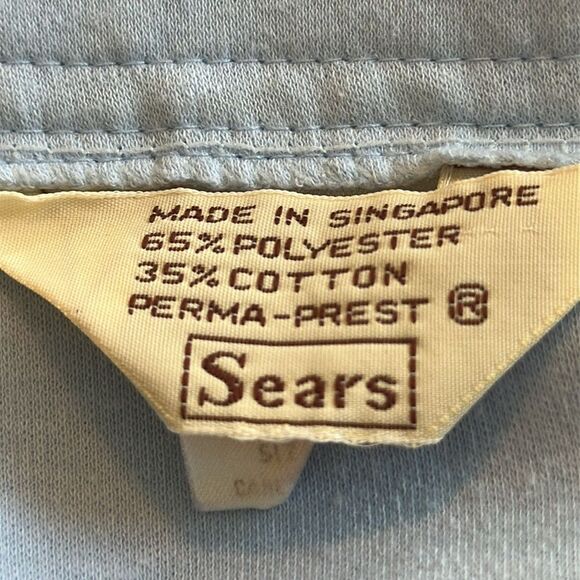 MADE IN SINGAPORE
65% POLYESTER
35% COTTON
PERMA-PREST ®
Sears